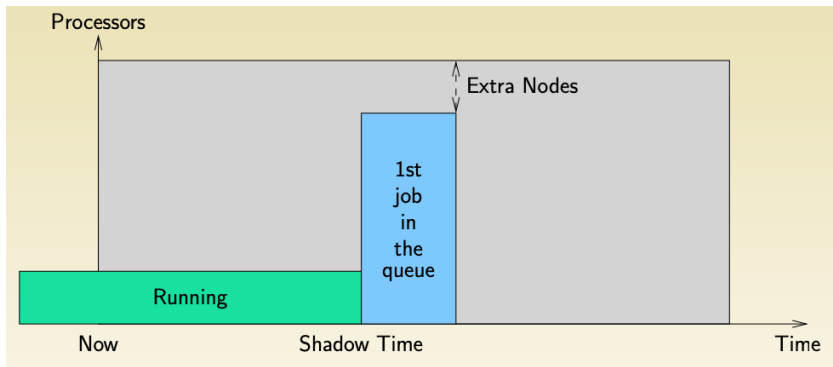 Processors
Extra Nodes
1st
job
in
the
queue
Running
Now
Shadow Time
Time